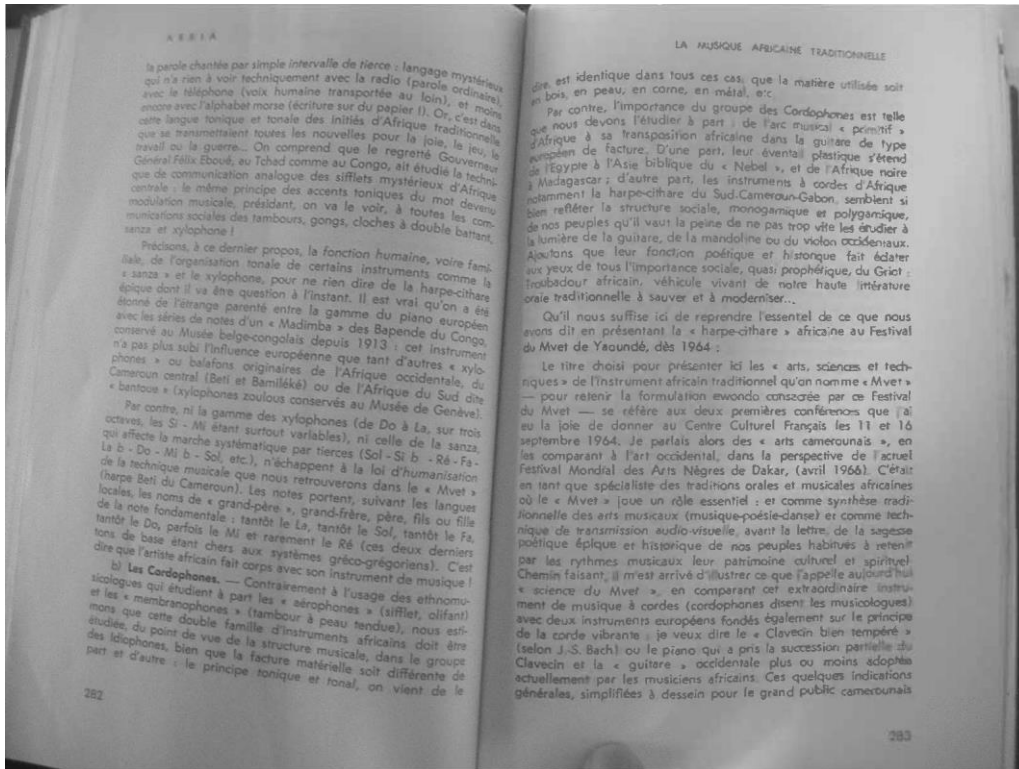 ABBIA
la parole chantée par simple intervalle de tierce : langage mystérieux
qui n'a rien à voir techniquement avec la radio (parole ordinaire),
avec le téléphone (voix humaine transportée au loin), et moins
encore avec l'alphabet morse (écriture sur du papier !). Or, c'est dans
cette langue tonique et tonale des initiés d'Afrique traditionnelle
que se transmettaient toutes les nouvelles pour la joie, le jeu, le
travail ou la guerre... On comprend que le regretté Gouverneur
Général Félix Eboué, au Tchad comme au Congo, ait étudié la techni-
que de communication analogue des sifflets mystérieux d'Afrique
centrale : le même principe des accents toniques du mot devenu
modulation musicale, présidant, on va le voir, à toutes les com-
munications sociales des tambours, gongs, cloches à double battant,
sanza et xylophone !
Précisons, à ce dernier propos, la fonction humaine, voire fami-
liale, de l'organisation tonale de certains instruments comme la
« sanza » et le xylophone, pour ne rien dire de la harpe-cithare
épique dont il va être question à l'instant. Il est vrai qu'on a été
étonné de l'étrange parenté entre la gamme du piano européen
avec les séries de notes d'un « Madimba » des Bapende du Congo,
conservé au Musée belge-congolais depuis 1913 : cet instrument
n'a pas plus subi l'influence européenne que tant d'autres « xylo-
phones » ou balafons originaires de l'Afrique occidentale, du
Cameroun central (Beti et Bamiléké) ou de l'Afrique du Sud dite
« bantoue » (xylophones zoulous conservés au Musée de Genève).
Par contre, ni la gamme des xylophones (de Do à La, sur trois
octaves, les Si - Mi étant surtout variables), ni celle de la sanza,
qui affecte la marche systématique par tierces (Sol - Si b - Ré - Fa -
La b - Do - Mi b - Sol, etc.), n'échappent à la loi d'humanisation
de la technique musicale que nous retrouverons dans le « Mvet »
(harpe Beti du Cameroun). Les notes portent, suivant les langues
locales, les noms de « grand-père », grand-frère, père, fils ou fille
de la note fondamentale : tantôt le La, tantôt le Sol, tantôt le Fa,
tantôt le Do, parfois le Mi et rarement le Ré (ces deux derniers
tons de base étant chers aux systèmes gréco-grégoriens). C'est
dire que l'artiste africain fait corps avec son instrument de musique !
b) Les Cordophones. — Contrairement à l'usage des ethnomu-
sicologues qui étudient à part les « aérophones » (sifflet, olifant)
et les « membranophones » (tambour à peau tendue), nous esti-
mons que cette double famille d'instruments africains doit être
étudiée, du point de vue de la structure musicale, dans le groupe
des Idiophones, bien que la facture matérielle soit différente de
part et d'autre : le principe tonique et tonal, on vient de le
282
LA MUSIQUE AFRICAINE TRADITIONNELLE
dire, est identique dans tous ces cas, que la matière utilisée soit
en bois, en peau, en corne, en métal, etc.
Par contre, l'importance du groupe des Cordophones est telle
que nous devons l'étudier à part : de l'arc musical « primitif »
d'Afrique à sa transposition africaine dans la guitare de type
européen de facture. D'une part, leur éventail plastique s'étend
de l'Egypte à l'Asie biblique du « Nebel », et de l'Afrique noire
à Madagascar ; d'autre part, les instruments à cordes d'Afrique
notamment la harpe-cithare du Sud-Cameroun-Gabon, semblent si
bien refléter la structure sociale, monogamique et polygamique,
de nos peuples qu'il vaut la peine de ne pas trop vite les étudier à
la lumière de la guitare, de la mandoline ou du violon occidentaux.
Ajoutons que leur fonction poétique et historique fait éclater
aux yeux de tous l'importance sociale, quasi prophétique, du Griot :
Troubadour africain, véhicule vivant de notre haute littérature
orale traditionnelle à sauver et à moderniser...
Qu'il nous suffise ici de reprendre l'essentel de ce que nous
avons dit en présentant la « harpe-cithare » africaine au Festival
du Mvet de Yaoundé, dès 1964 :
Le titre choisi pour présenter ici les « arts, sciences et tech-
niques » de l'instrument africain traditionnel qu'on nomme « Mvet »
— pour retenir la formulation ewondo consacrée par ce Festival
du Mvet — se réfère aux deux premières conférences que j'ai
eu la joie de donner au Centre Culturel Français les 11 et 16
septembre 1964. Je parlais alors des « arts camerounais », en
les comparant à l'art occidental, dans la perspective de l'actuel
Festival Mondial des Arts Nègres de Dakar, (avril 1966). C'était
en tant que spécialiste des traditions orales et musicales africaines
où le « Mvet » joue un rôle essentiel : et comme synthèse tradi-
tionnelle des arts musicaux (musique-poésie-danse) et comme tech-
nique de transmission audio-visuelle, avant la lettre, de la sagesse
poétique épique et historique de nos peuples habitués à retenir
par les rythmes musicaux leur patrimoine culturel et spirituel.
Chemin faisant, il m'est arrivé d'illustrer ce que j'appelle aujourd'hui
« science du Mvet », en comparant cet extraordinaire instru-
ment de musique à cordes (cordophones disent les musicologues)
avec deux instruments européens fondés également sur le principe
de la corde vibrante : je veux dire le « Clavecin bien tempéré »
(selon J.-S. Bach) ou le piano qui a pris la succession partielle du
Clavecin et la « guitare » occidentale plus ou moins adoptée
actuellement par les musiciens africains. Ces quelques indications
générales, simplifiées à dessein pour le grand public camerounais
283